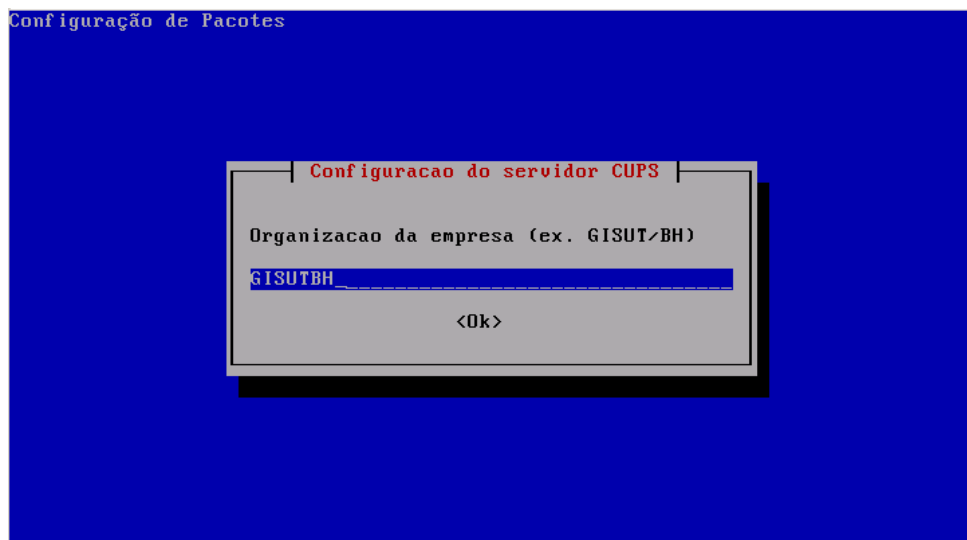 Configuração de Pacotes
Configuracao do servidor CUPS
Organizacao da empresa (ex. GISUT/BH)
GISUTBH_
<Ok>